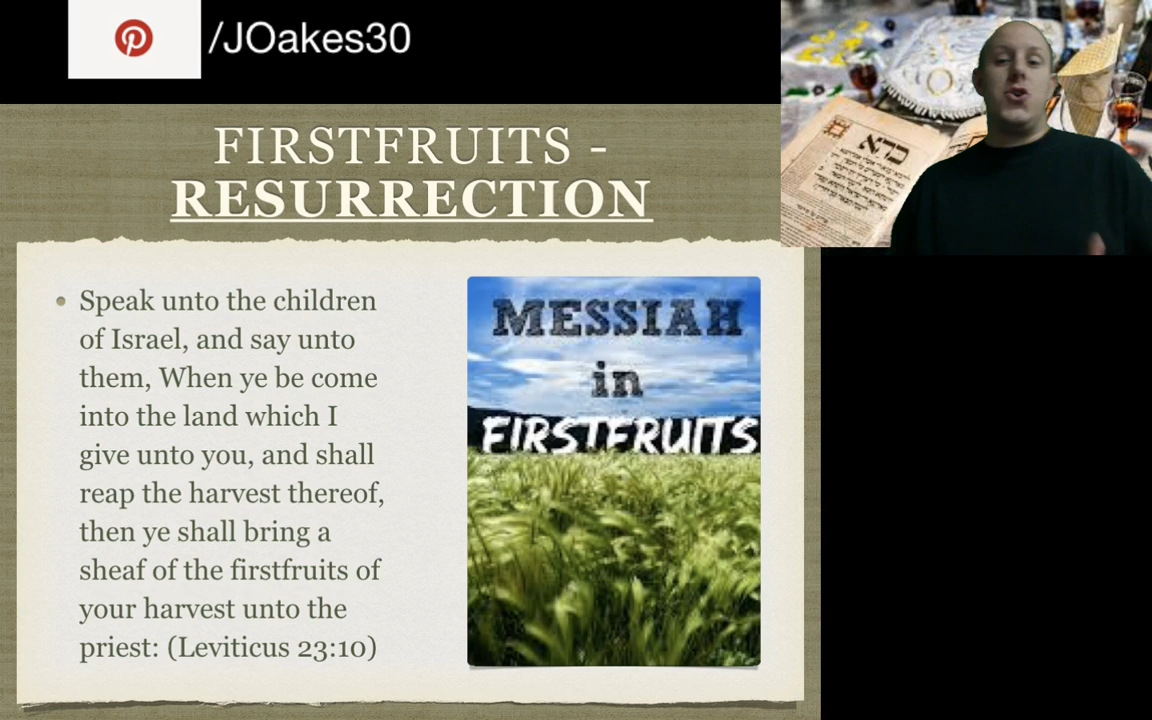 /JOakes30
FIRSTFRUITS -
RESURRECTION
Speak unto the children
of Israel, and say unto
them, When ye be come
into the land which I
give unto you, and shall
reap the harvest thereof,
then ye shall bring a
sheaf of the firstfruits of
your harvest unto the
priest: (Leviticus 23:10)
MESSIAH
in
FIRSTFRUITS